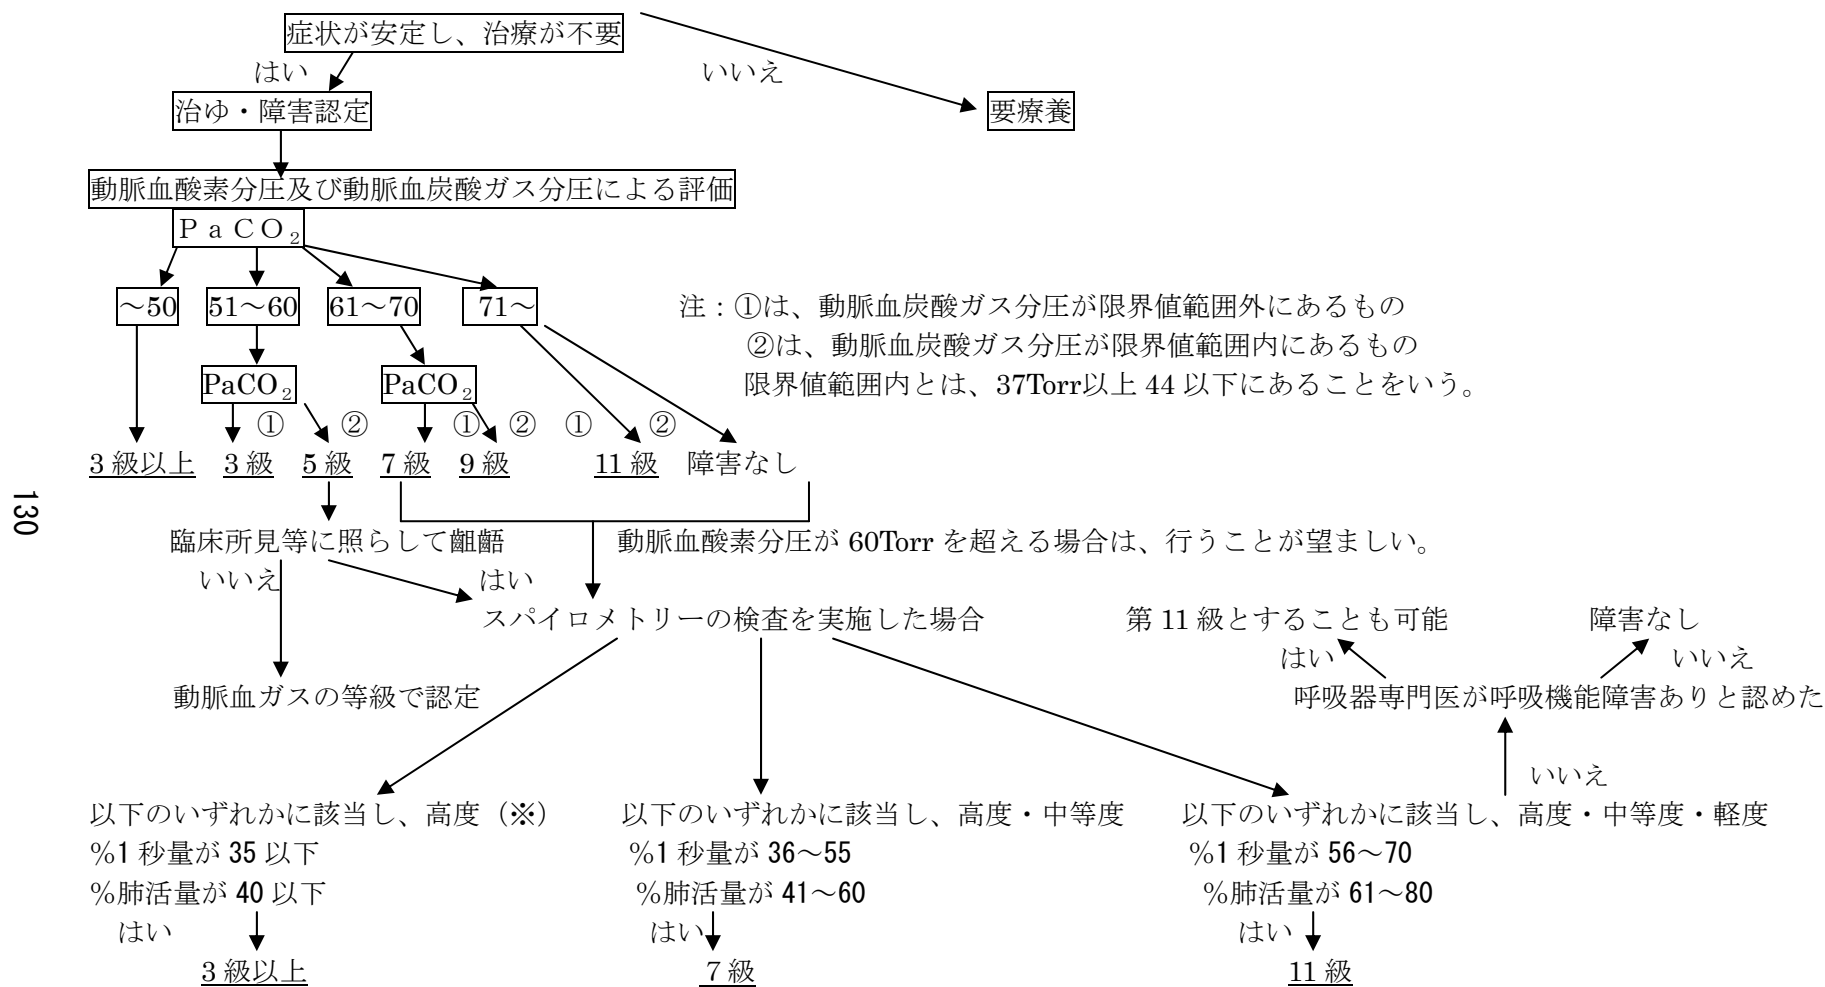 症状が安定し、治療が不要
はい
いいえ
治ゆ・障害認定
要療養
動脈血酸素分圧及び動脈血炭酸ガス分圧による評価
ＰａＣＯ₂
～50
51～60
61～70
71～
注：①は、動脈血炭酸ガス分圧が限界値範囲外にあるもの
②は、動脈血炭酸ガス分圧が限界値範囲内にあるもの
限界値範囲内とは、37Torr以上 44 以下にあることをいう。
PaCO₂
PaCO₂
① ② ① ② ① ②
3 級以上 3 級 5 級 7 級 9 級 11 級 障害なし
130
臨床所見等に照らして齟齬
動脈血酸素分圧が 60Torr を超える場合は、行うことが望ましい。
いいえ
はい
スパイロメトリーの検査を実施した場合
第 11 級とすることも可能
障害なし
はい
いいえ
動脈血ガスの等級で認定
呼吸器専門医が呼吸機能障害ありと認めた
いいえ
以下のいずれかに該当し、高度（※）
％1 秒量が 35 以下
％肺活量が 40 以下
はい
3 級以上
以下のいずれかに該当し、高度・中等度
％1 秒量が 36～55
％肺活量が 41～60
はい
７級
以下のいずれかに該当し、高度・中等度・軽度
％1 秒量が 56～70
％肺活量が 61～80
はい
11 級